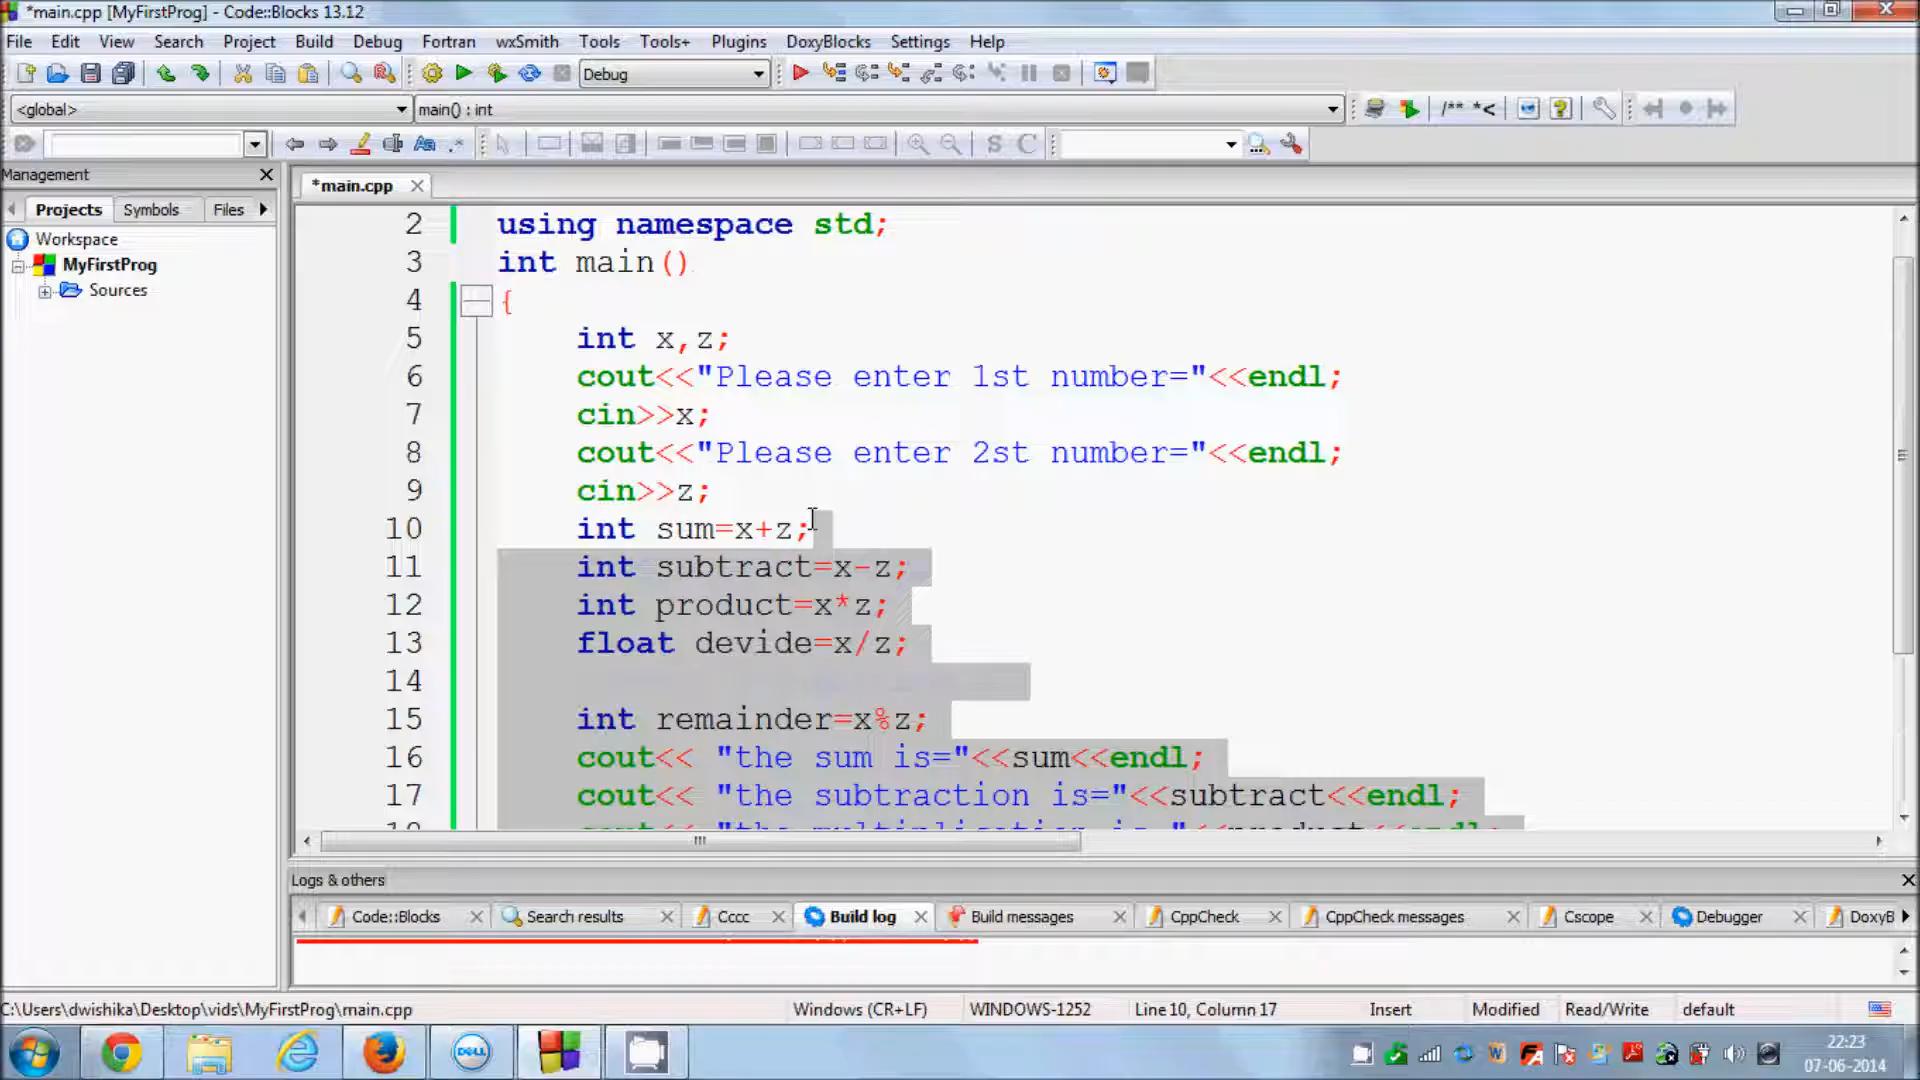 *main.cpp [MyFirstProg] - Code::Blocks 13.12
File Edit View Search Project Build Debug Fortran wxSmith Tools Tools+ Plugins DoxyBlocks Settings Help
Debug
<global> main() : int /** *<
Management
*main.cpp
Projects Symbols Files
Workspace
MyFirstProg
Sources
2 using namespace std;
3 int main()
4 {
5 int x,z;
6 cout<<"Please enter 1st number="<<endl;
7 cin>>x;
8 cout<<"Please enter 2st number="<<endl;
9 cin>>z;
10 int sum=x+z;
11 int subtract=x-z;
12 int product=x*z;
13 float devide=x/z;
14
15 int remainder=x%z;
16 cout<< "the sum is="<<sum<<endl;
17 cout<< "the subtraction is="<<subtract<<endl;
Logs & others
Code::Blocks Search results Cccc Build log Build messages CppCheck CppCheck messages Cscope Debugger DoxyB
C:\Users\dwishika\Desktop\vids\MyFirstProg\main.cpp Windows (CR+LF) WINDOWS-1252 Line 10, Column 17 Insert Modified Read/Write default
DELL
22:23
07-06-2014